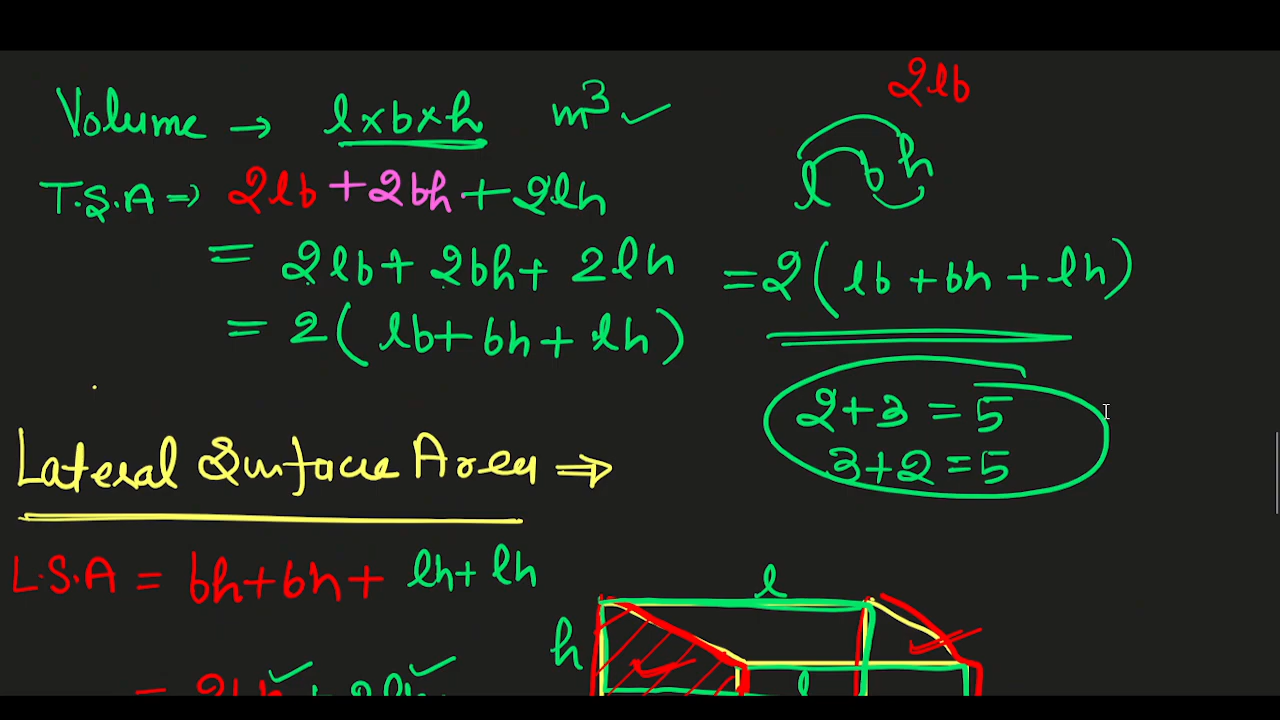 2lb
Volume → l×b×h m³ ✓
l b h
T.S.A ⇒ 2lb + 2bh + 2lh
= 2lb + 2bh + 2lh = 2(lb + bh + lh)
= 2(lb + bh + lh)
2+3 = 5
3+2 = 5
Lateral Surface Area ⇒
L.S.A = bh + bh + lh + lh
l
h